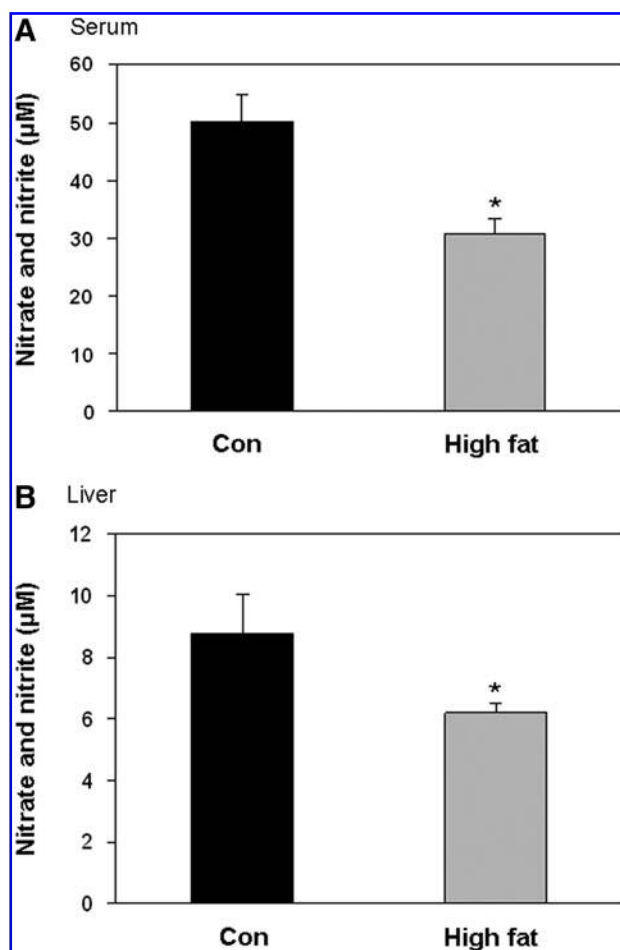 A Serum
Nitrate and nitrite (µM)
60
50
40
30
20
10
0
*
Con High fat
B Liver
Nitrate and nitrite (µM)
12
10
8
6
4
2
0
*
Con High fat